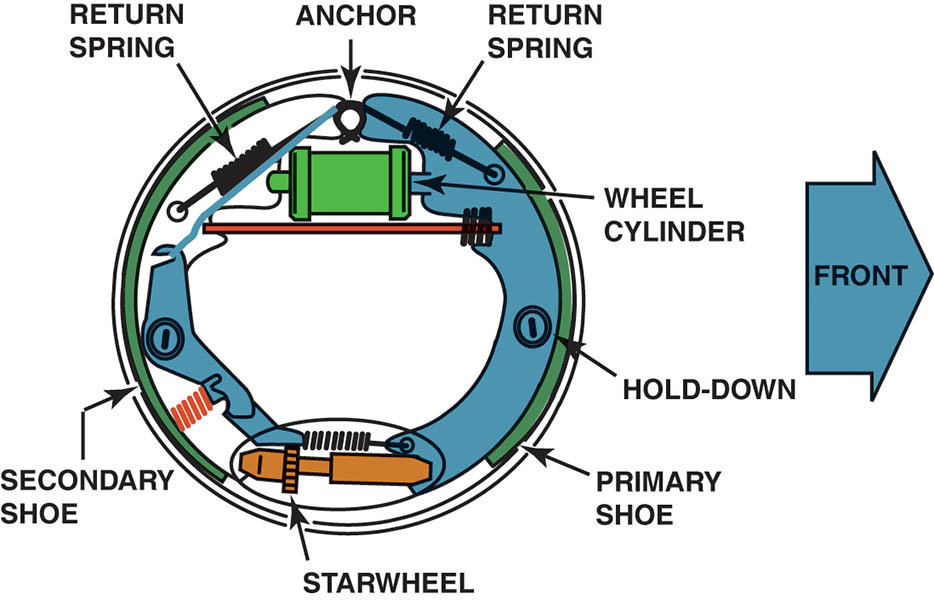 RETURN
SPRING
ANCHOR
RETURN
SPRING
WHEEL
CYLINDER
FRONT
HOLD-DOWN
SECONDARY
SHOE
PRIMARY
SHOE
STARWHEEL